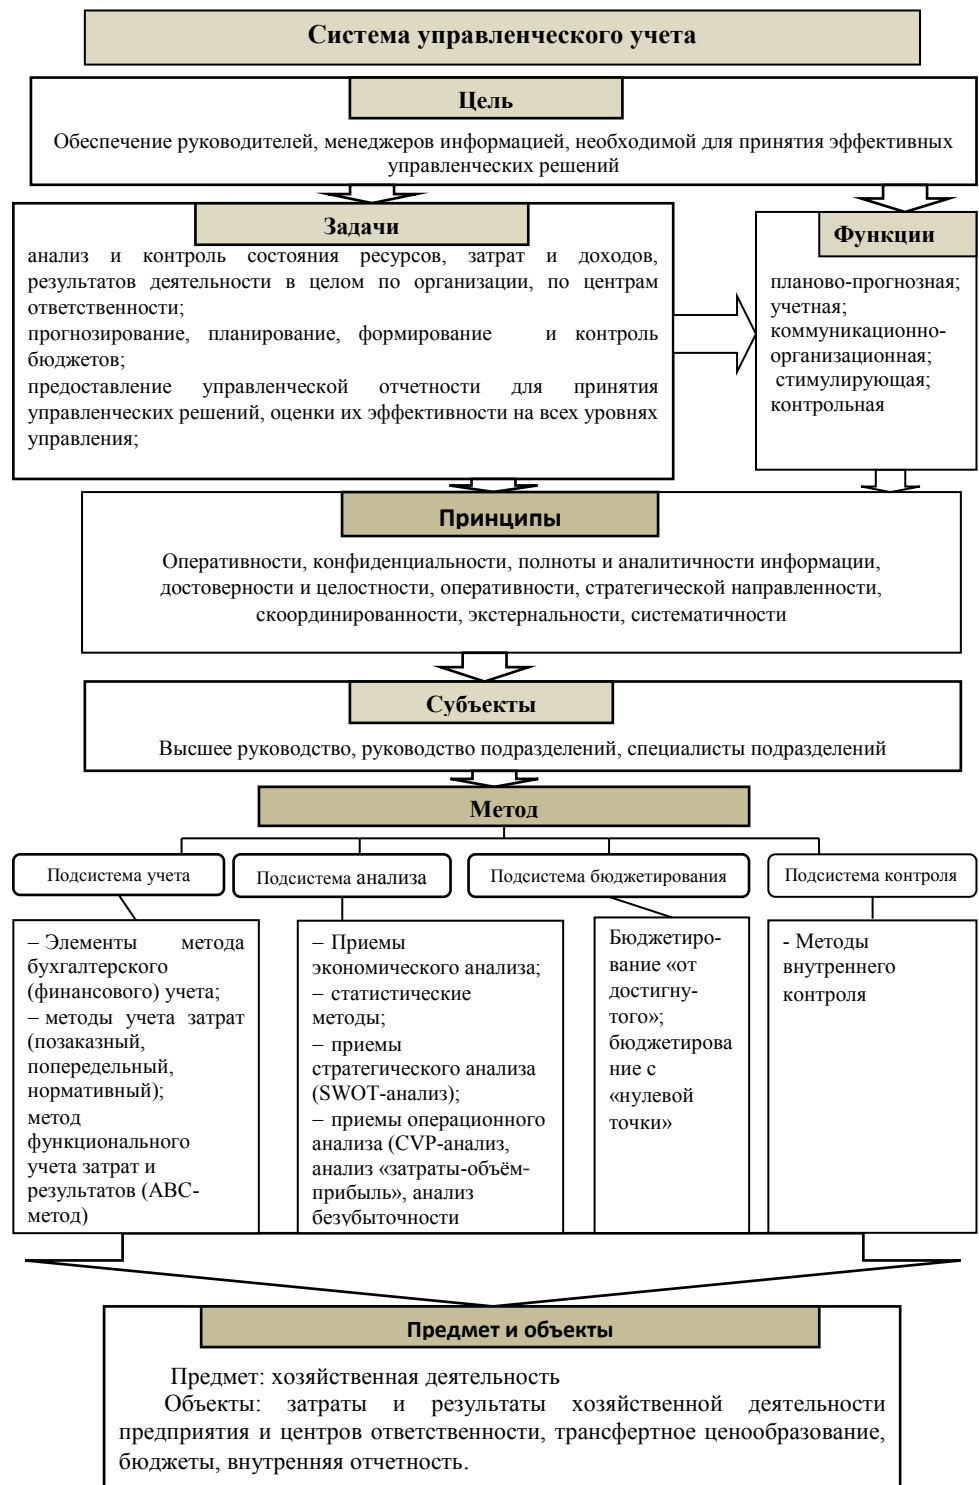 Система управленческого учета
Цель
Обеспечение руководителей, менеджеров информацией, необходимой для принятия эффективных
управленческих решений
Задачи
анализ и контроль состояния ресурсов, затрат и доходов,
результатов деятельности в целом по организации, по центрам
ответственности;
прогнозирование, планирование, формирование и контроль
бюджетов;
предоставление управленческой отчетности для принятия
управленческих решений, оценки их эффективности на всех уровнях
управления;
Функции
планово-прогнозная;
учетная;
коммуникационно-
организационная;
стимулирующая;
контрольная
Принципы
Оперативности, конфиденциальности, полноты и аналитичности информации,
достоверности и целостности, оперативности, стратегической направленности,
скоординированности, экстернальности, систематичности
Субъекты
Высшее руководство, руководство подразделений, специалисты подразделений
Метод
Подсистема учета
Подсистема анализа
Подсистема бюджетирования
Подсистема контроля
– Элементы метода
бухгалтерского
(финансового) учета;
– методы учета затрат
(позаказный,
попередельный,
нормативный);
метод
функционального
учета затрат и
результатов (АВС-
метод)
– Приемы
экономического анализа;
– статистические
методы;
– приемы
стратегического анализа
(SWOT-анализ);
– приемы операционного
анализа (CVP-анализ,
анализ «затраты-объём-
прибыль», анализ
безубыточности
Бюджетиро-
вание «от
достигну-
того»;
бюджетирова
ние с
«нулевой
точки»
- Методы
внутреннего
контроля
Предмет и объекты
Предмет: хозяйственная деятельность
Объекты: затраты и результаты хозяйственной деятельности
предприятия и центров ответственности, трансфертное ценообразование,
бюджеты, внутренняя отчетность.